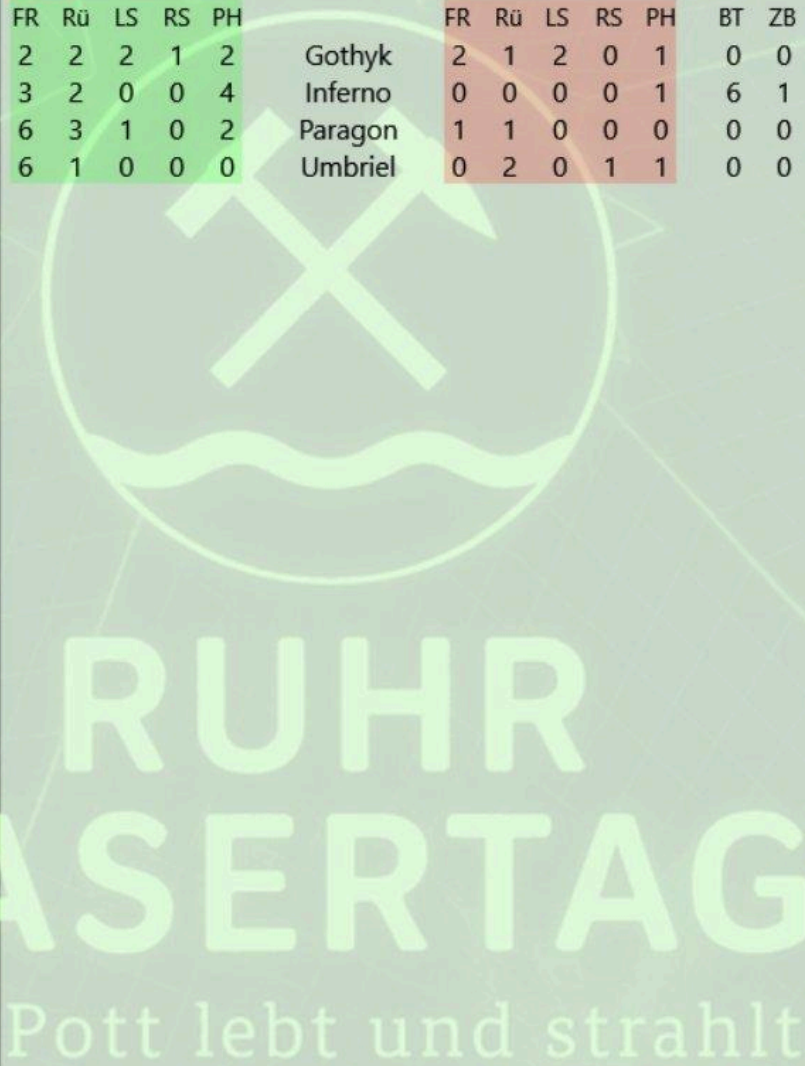 FR Rü LS RS PH FR Rü LS RS PH BT ZB
2 2 2 1 2 Gothyk 2 1 2 0 1 0 0
3 2 0 0 4 Inferno 0 0 0 0 1 6 1
6 3 1 0 2 Paragon 1 1 0 0 0 0 0
6 1 0 0 0 Umbriel 0 2 0 1 1 0 0
RUHR
ASERTAG
Pott lebt und strahlt